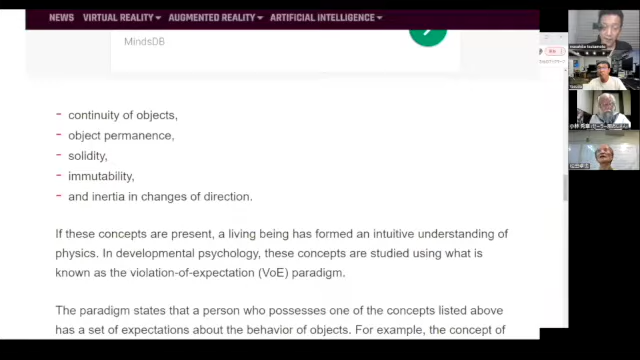 NEWS VIRTUAL REALITY AUGMENTED REALITY ARTIFICIAL INTELLIGENCE
MindsDB
- continuity of objects,
- object permanence,
- solidity,
- immutability,
- and inertia in changes of direction.
If these concepts are present, a living being has formed an intuitive understanding of
physics. In developmental psychology, these concepts are studied using what is
known as the violation-of-expectation (VoE) paradigm.
The paradigm states that a person who possesses one of the concepts listed above
has a set of expectations about the behavior of objects. For example, the concept of